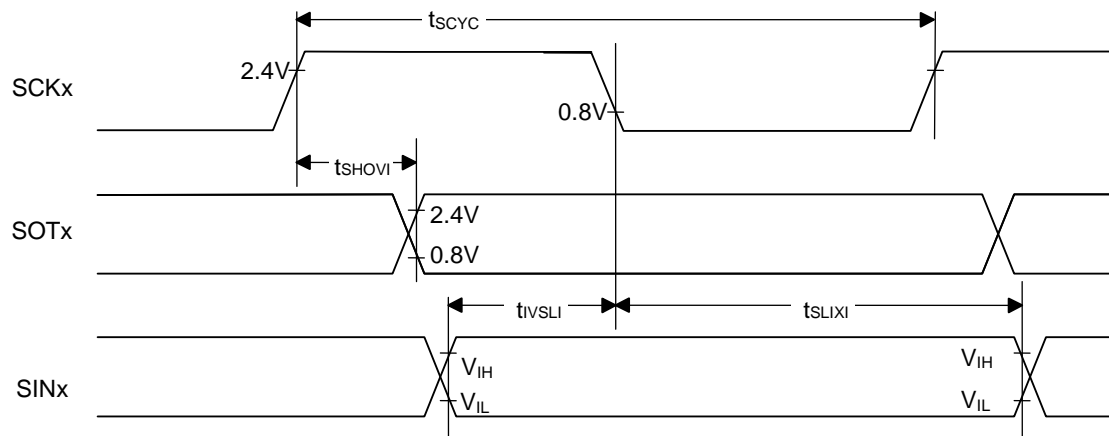 tSCYC
SCKx
2.4V
0.8V
tSHOVI
SOTx
2.4V
0.8V
tIVSLI
tSLIXI
SINx
VIH
VIH
VIL
VIL